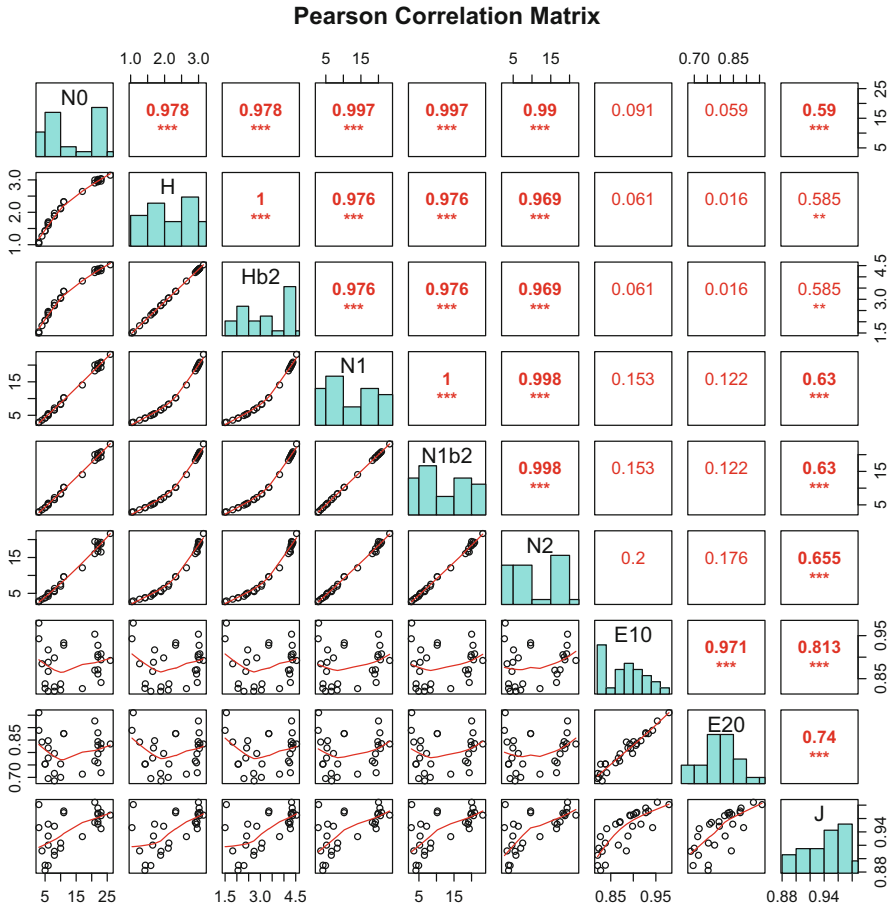 Pearson Correlation Matrix
1.0 2.0 3.0 5 15 5 15 0.70 0.85
N0 0.978 0.978 0.997 0.997 0.99 0.091 0.059 0.59 5 15 25
*** *** *** *** *** ***
1.0 2.0 3.0 H 1 0.976 0.976 0.969 0.061 0.016 0.585
*** *** *** *** **
Hb2 0.976 0.976 0.969 0.061 0.016 0.585 1.5 3.0 4.5
*** *** *** **
5 15 N1 1 0.998 0.153 0.122 0.63
*** *** ***
N1b2 0.998 0.153 0.122 0.63 5 15
*** ***
5 15 N2 0.2 0.176 0.655
***
E10 0.971 0.813 0.85 0.95
*** ***
0.70 0.85 E20 0.74
***
J 0.88 0.94
5 15 25 1.5 3.0 4.5 5 15 0.85 0.95 0.88 0.94